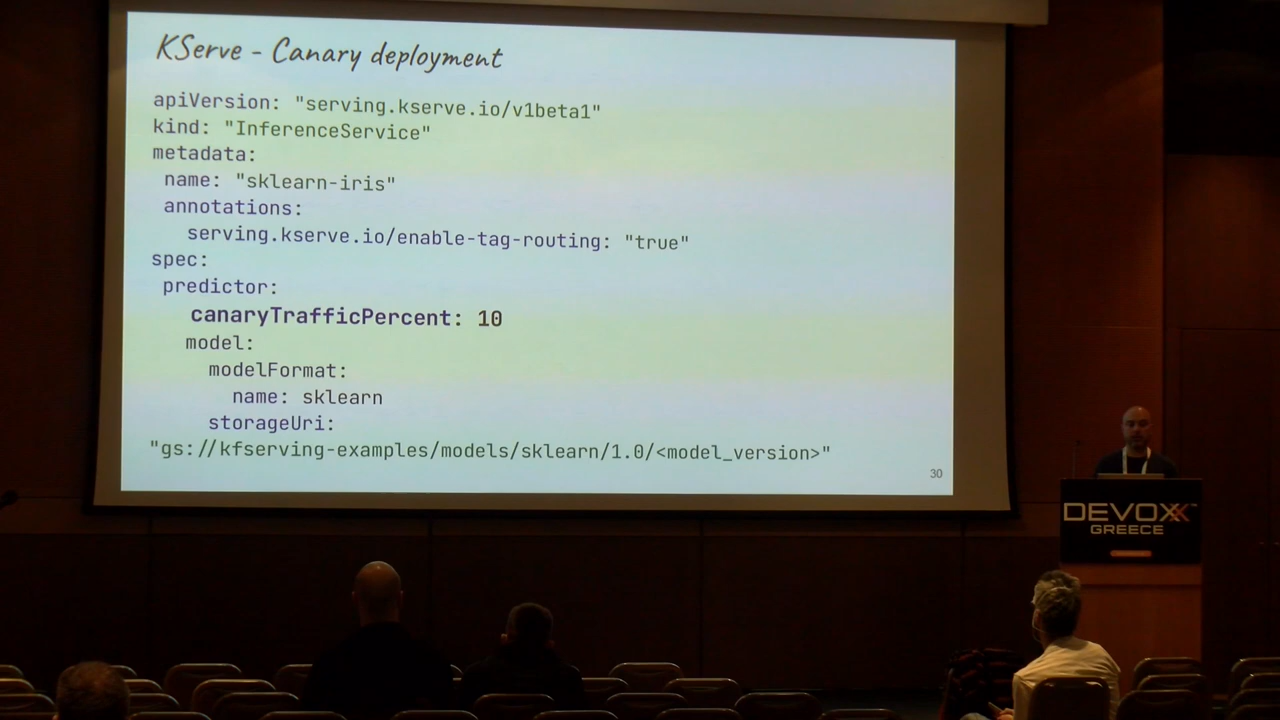 KServe - Canary deployment
apiVersion: "serving.kserve.io/v1beta1"
kind: "InferenceService"
metadata:
name: "sklearn-iris"
annotations:
serving.kserve.io/enable-tag-routing: "true"
spec:
predictor:
canaryTrafficPercent: 10
model:
modelFormat:
name: sklearn
storageUri:
"gs://kfserving-examples/models/sklearn/1.0/<model_version>"
30
DEVOXX
GREECE